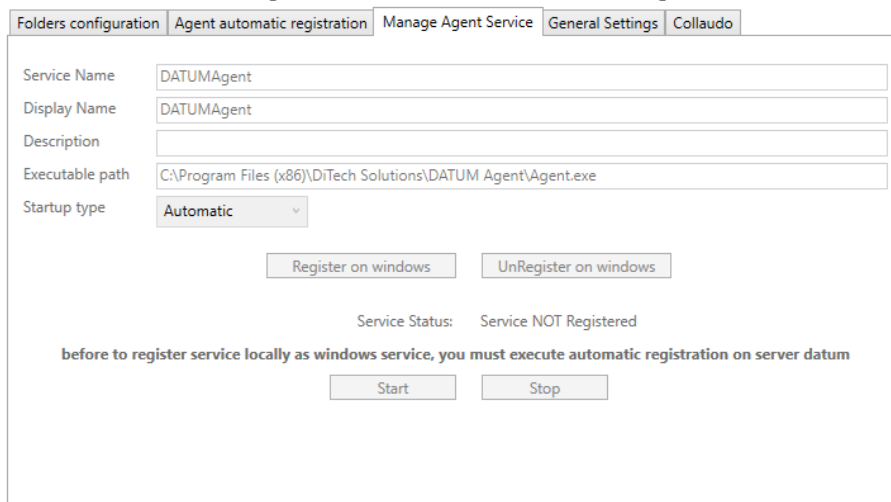 Folders configuration Agent automatic registration Manage Agent Service General Settings Collaudo
Service Name DATUMAgent
Display Name DATUMAgent
Description
Executable path C:\Program Files (x86)\DiTech Solutions\DATUM Agent\Agent.exe
Startup type Automatic
Register on windows UnRegister on windows
Service Status: Service NOT Registered
before to register service locally as windows service, you must execute automatic registration on server datum
Start Stop